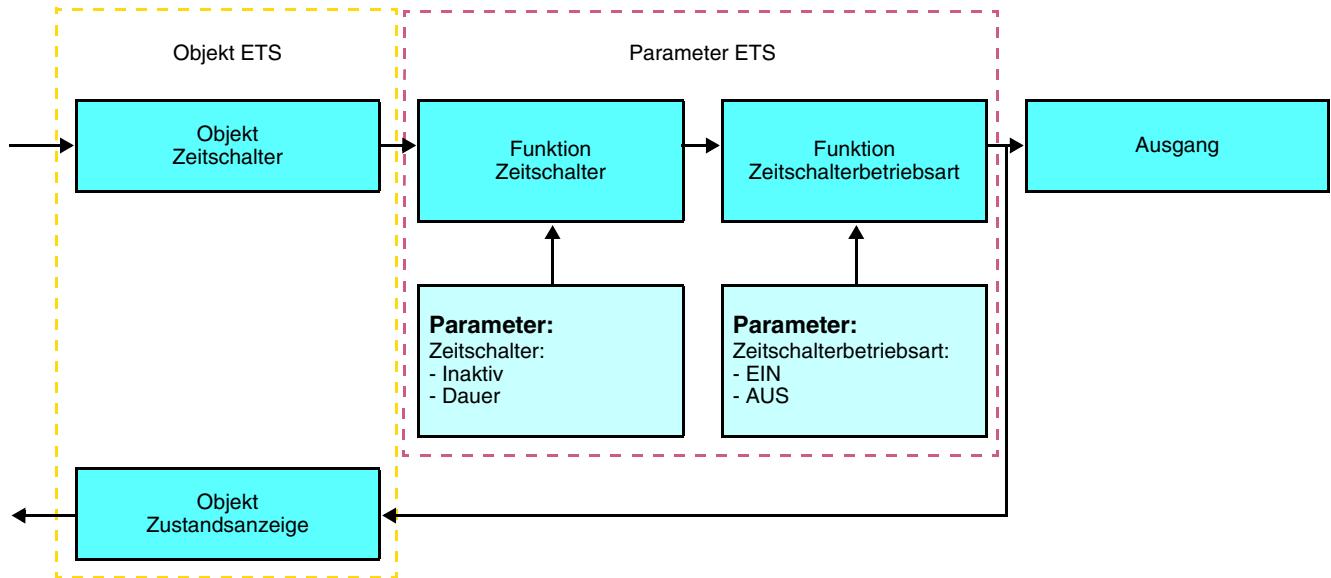 Objekt ETS
Parameter ETS
Objekt
Zeitschalter
Funktion
Zeitschalter
Funktion
Zeitschalterbetriebsart
Ausgang
Parameter:
Zeitschalter:
- Inaktiv
- Dauer
Parameter:
Zeitschalterbetriebsart:
- EIN
- AUS
Objekt
Zustandsanzeige